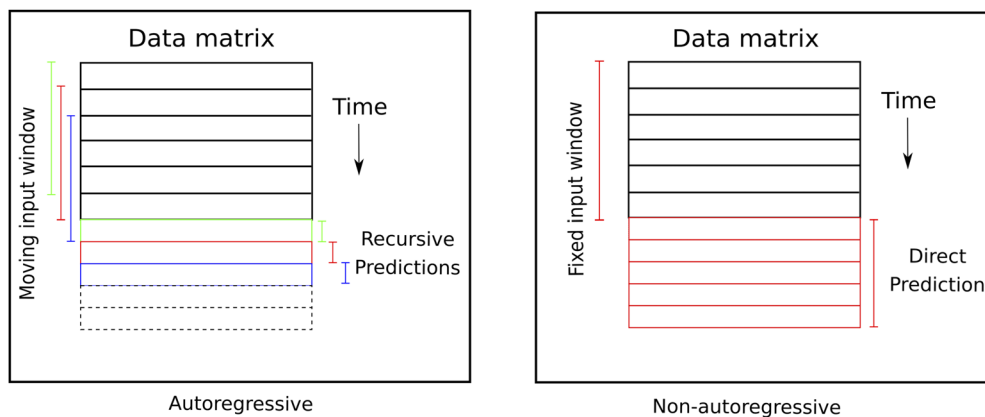 Data matrix
Time
Moving input window
Recursive
Predictions
Autoregressive
Data matrix
Time
Fixed input window
Direct
Prediction
Non-autoregressive